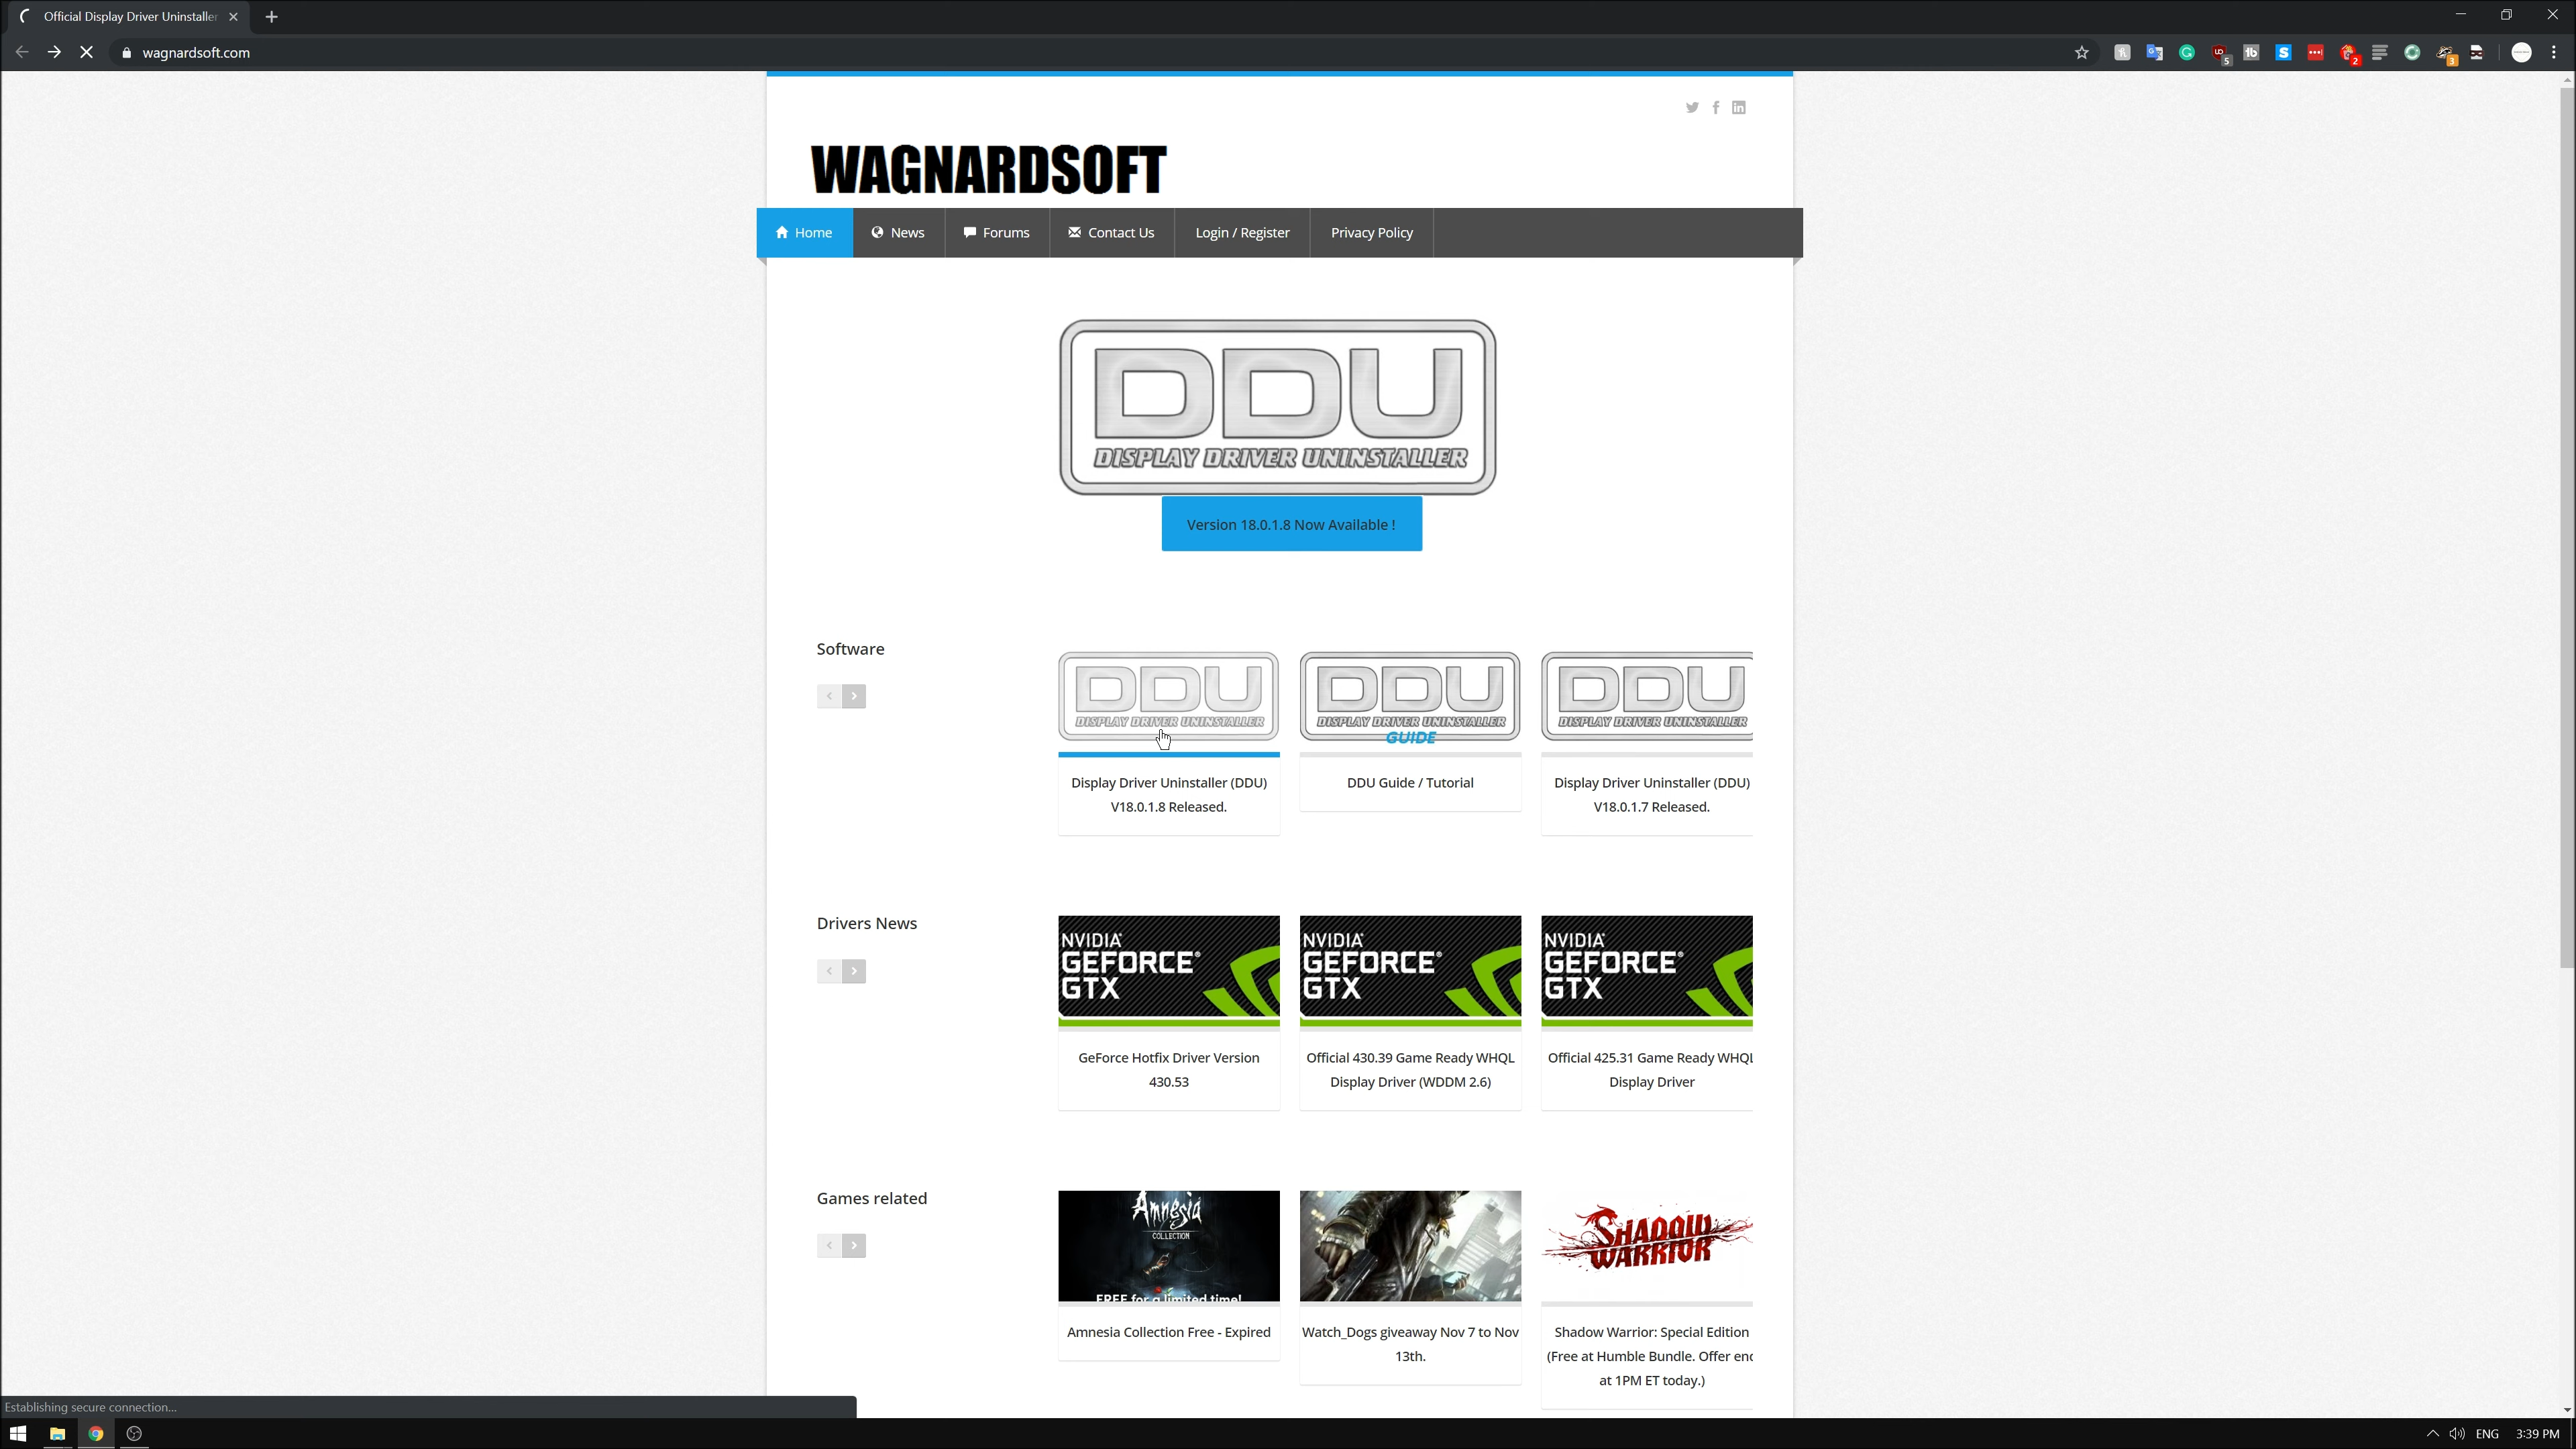 Official Display Driver Uninstaller
wagnardsoft.com
5
2
3
WAGNARDSOFT
Home
News
Forums
Contact Us
Login / Register
Privacy Policy
DDU
DISPLAY DRIVER UNINSTALLER
Version 18.0.1.8 Now Available !
Software
DDU
DISPLAY DRIVER UNINSTALLER
DDU
DISPLAY DRIVER UNINSTALLER
GUIDE
DDU
DISPLAY DRIVER UNINSTALLER
Display Driver Uninstaller (DDU)
V18.0.1.8 Released.
DDU Guide / Tutorial
Display Driver Uninstaller (DDU)
V18.0.1.7 Released.
Drivers News
NVIDIA
GEFORCE®
GTX
NVIDIA
GEFORCE®
GTX
NVIDIA
GEFORCE®
GTX
GeForce Hotfix Driver Version
430.53
Official 430.39 Game Ready WHQL
Display Driver (WDDM 2.6)
Official 425.31 Game Ready WHQL
Display Driver
Games related
Amnesia
COLLECTION
FREE for a limited time!
SHADOW
WARRIOR
Amnesia Collection Free - Expired
Watch_Dogs giveaway Nov 7 to Nov
13th.
Shadow Warrior: Special Edition
(Free at Humble Bundle. Offer end
at 1PM ET today.)
Establishing secure connection...
ENG
3:39 PM